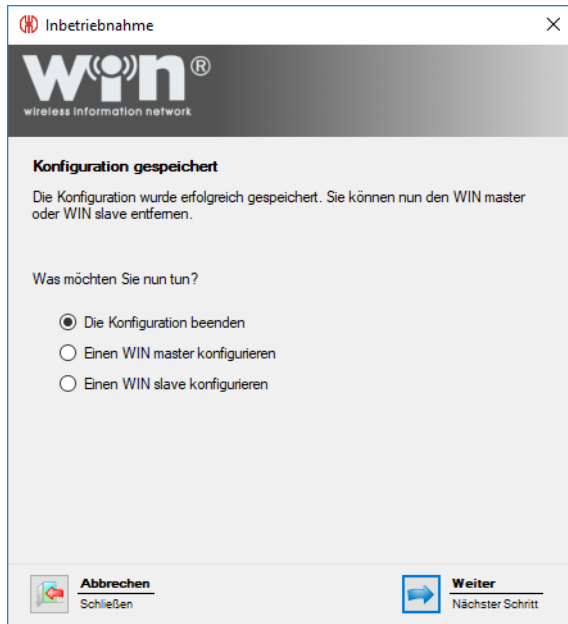 Inbetriebnahme
WIN®
wireless information network
Konfiguration gespeichert
Die Konfiguration wurde erfolgreich gespeichert. Sie können nun den WIN master
oder WIN slave entfernen.
Was möchten Sie nun tun?
Die Konfiguration beenden
Einen WIN master konfigurieren
Einen WIN slave konfigurieren
Abbrechen
Schließen
Weiter
Nächster Schritt